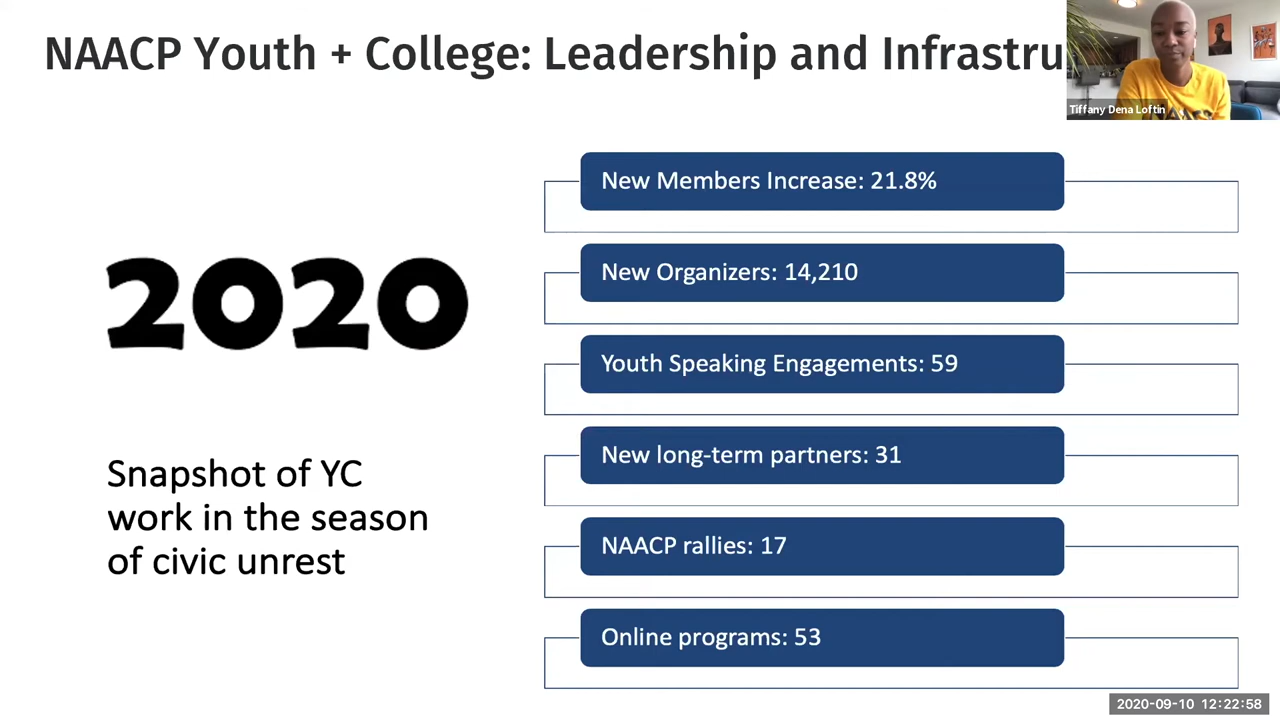 NAACP Youth + College: Leadership and Infrastru
Tiffany Dena Loftin
New Members Increase: 21.8%
New Organizers: 14,210
2020
Youth Speaking Engagements: 59
New long-term partners: 31
Snapshot of YC
work in the season
of civic unrest
NAACP rallies: 17
Online programs: 53
2020-09-10 12:22:58